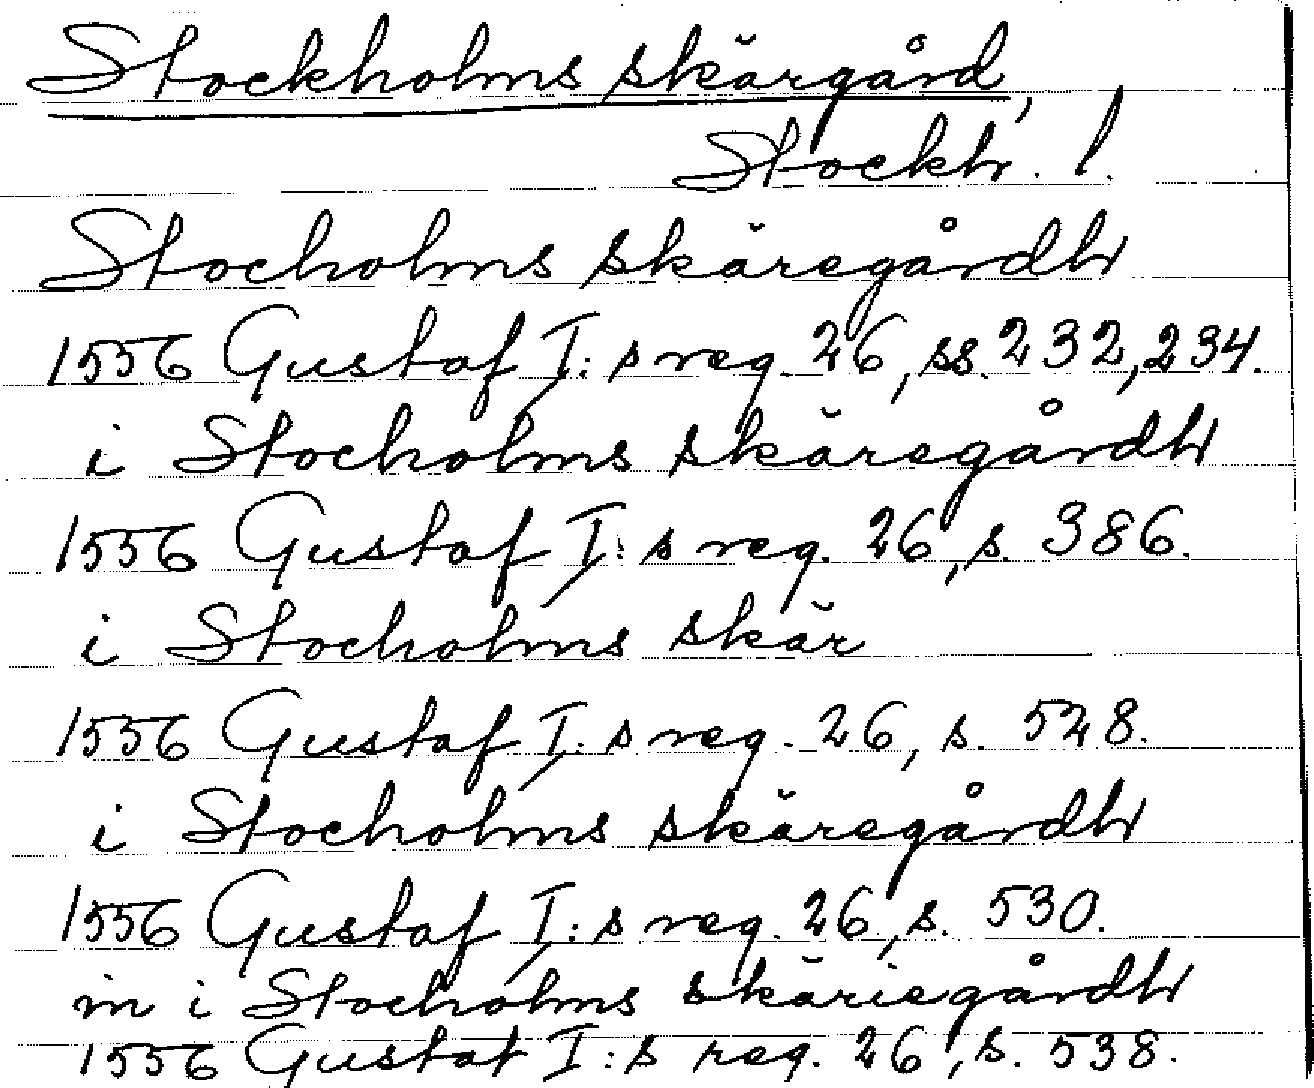 Stockholms skärgård,
Stockh. l.
Stocholms skäregårdh
1556 Gustaf I:s reg. 26, ss. 232, 234.
i Stocholms skäregårdh
1556 Gustaf I:s reg. 26, s. 386.
i Stocholms skär
1556 Gustaf I:s reg. 26, s. 528.
i Stocholms skäregårdh
1556 Gustaf I:s reg. 26, s. 530.
in i Stocholms skäriegårdh
1556 Gustaf I:s reg. 26, s. 538.